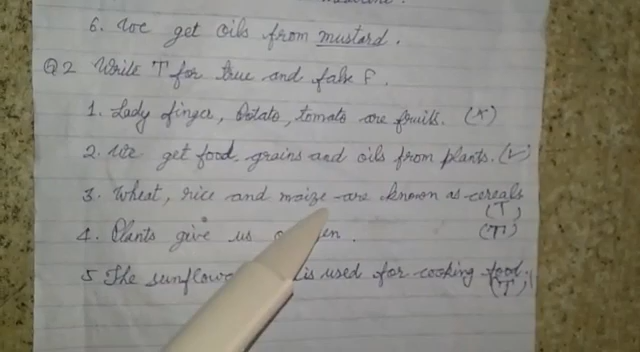 6. We get oils from mustard.
Q2 Write T for true and false F.
1. Lady finger, Potato, tomato are fruits. (×)
2. We get food grains and oils from plants. (✓)
3. Wheat, rice and maize are known as cereals
(T)
4. Plants give us (T)
5. The is used for cooking food.
(T)